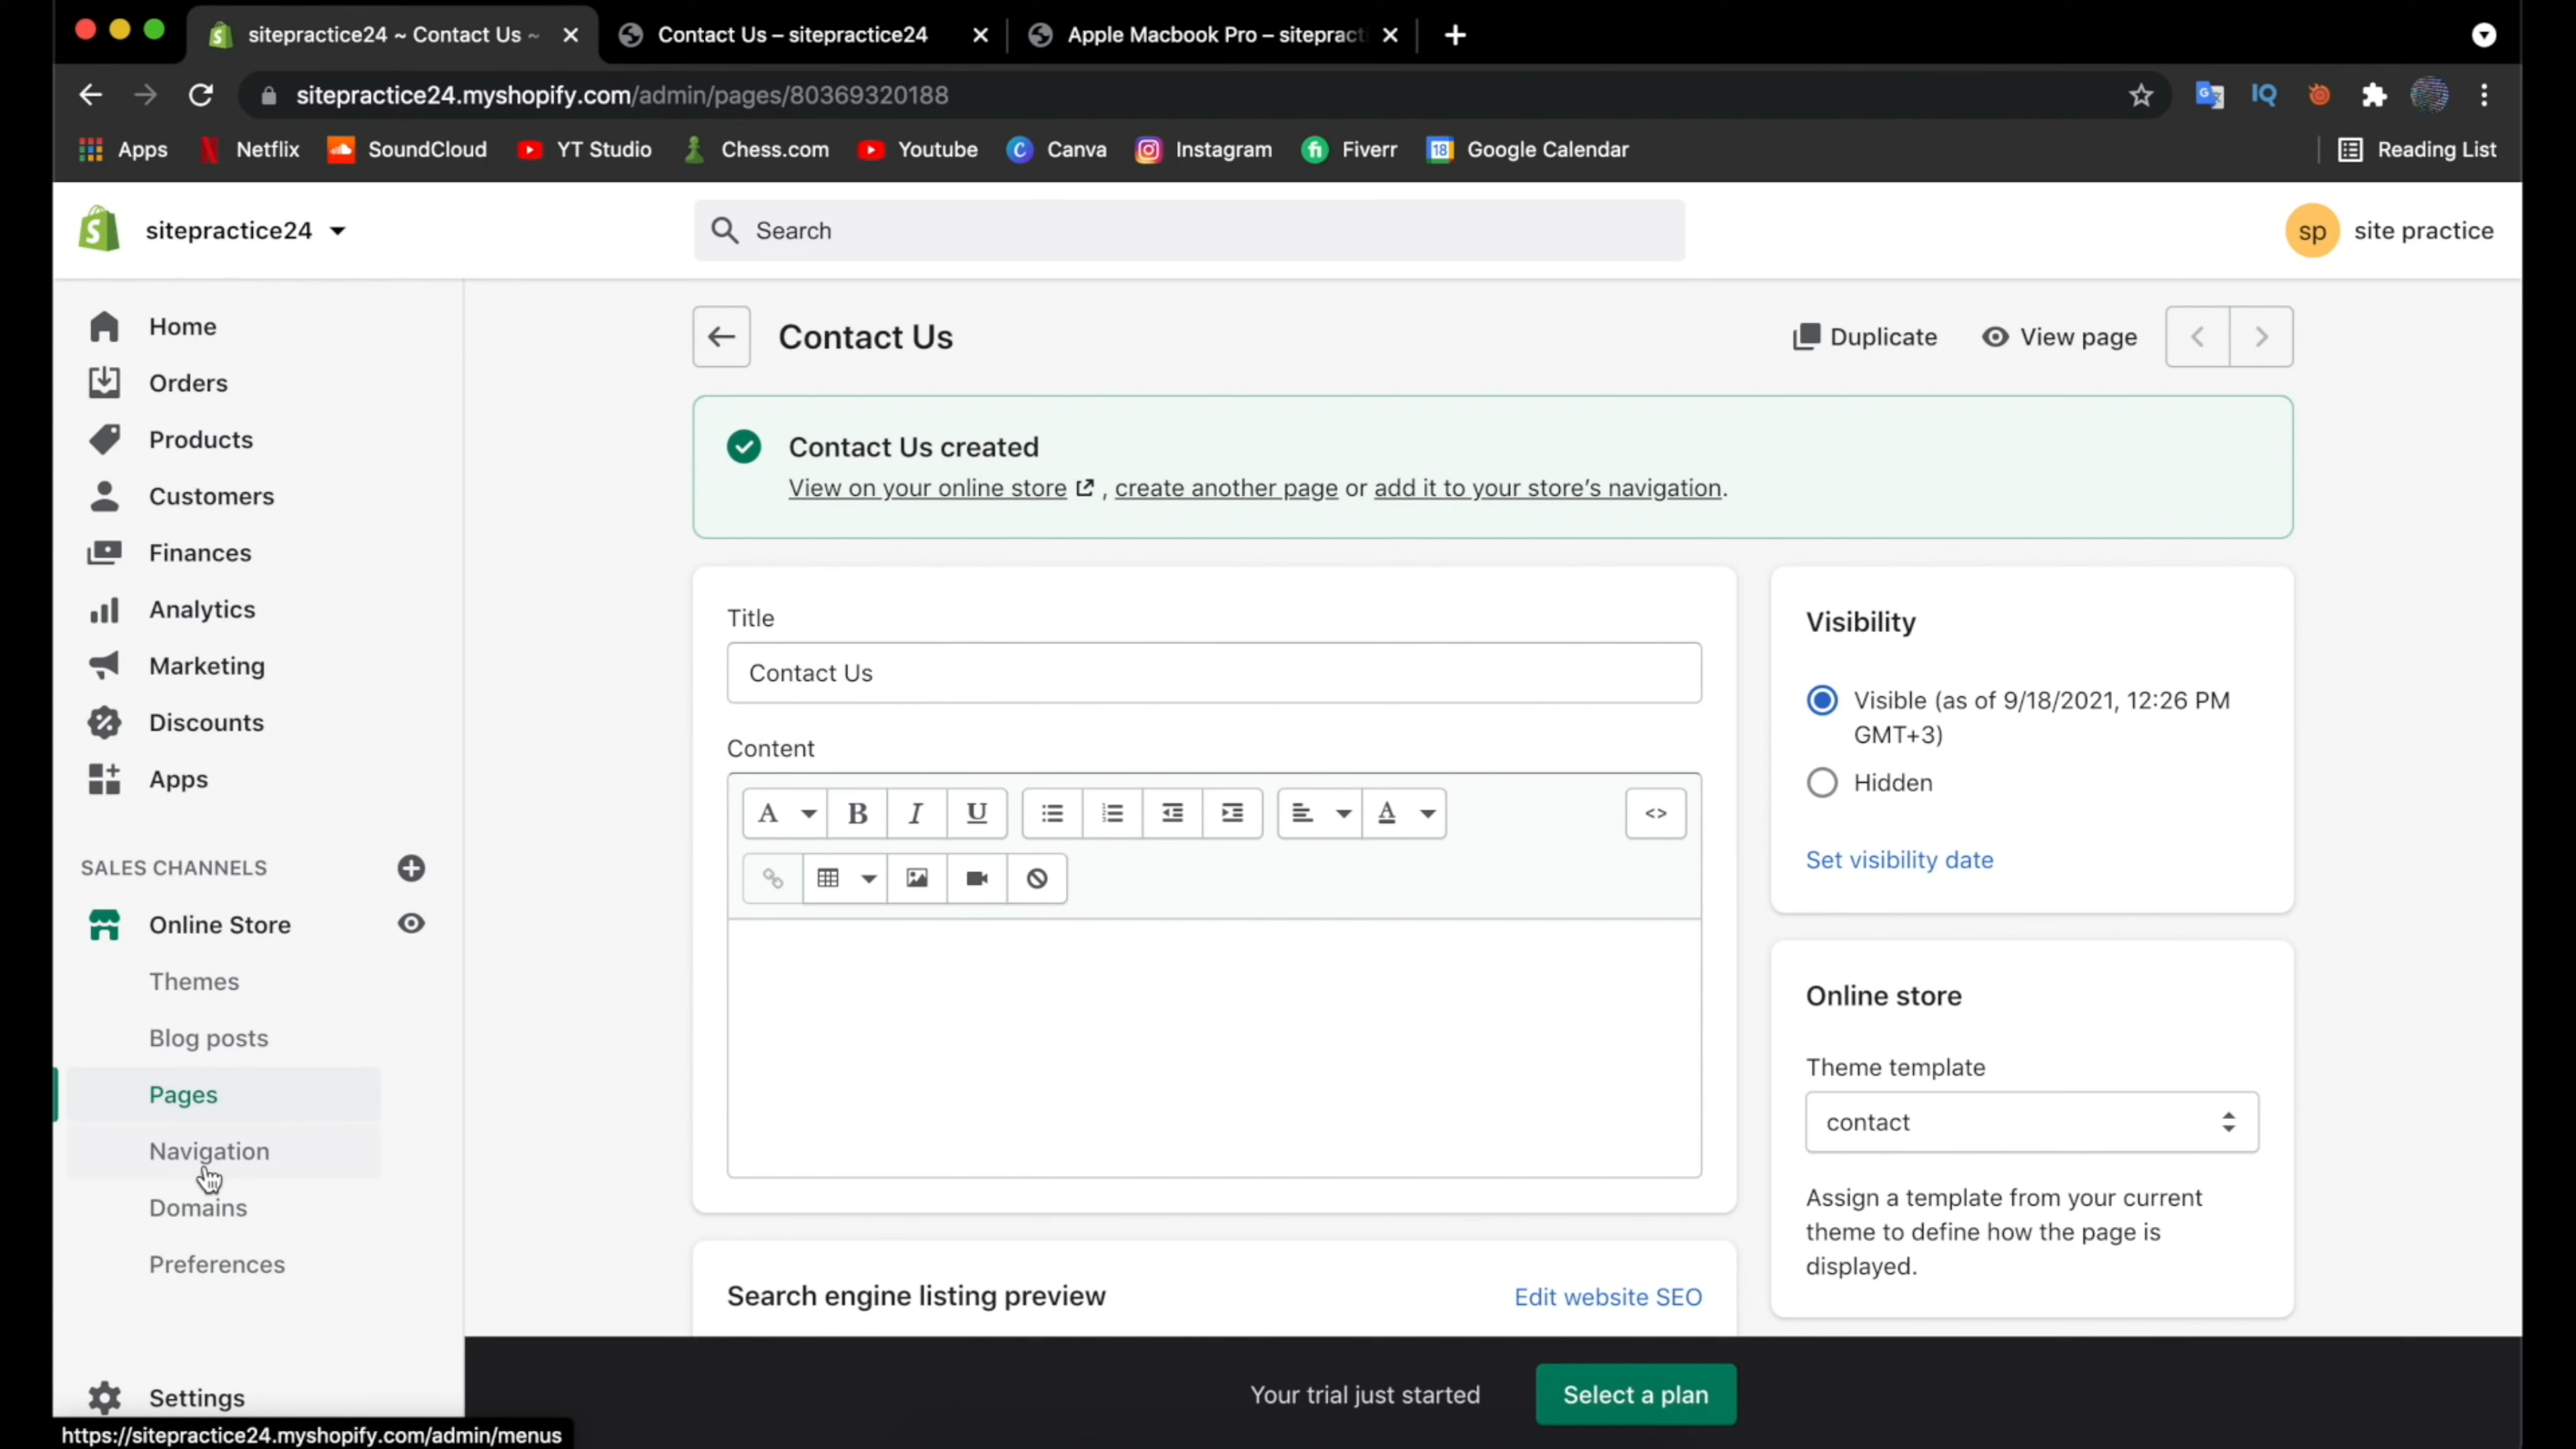 sitepractice24 ~ Contact Us ~
Contact Us – sitepractice24
Apple Macbook Pro – sitepract
sitepractice24.myshopify.com/admin/pages/80369320188
IQ
Apps
Netflix
SoundCloud
YT Studio
Chess.com
Youtube
Canva
Instagram
Fiverr
18
Google Calendar
Reading List
sitepractice24
Search
sp
site practice
Home
Orders
Products
Customers
Finances
Analytics
Marketing
Discounts
Apps
SALES CHANNELS
Online Store
Themes
Blog posts
Pages
Navigation
Domains
Preferences
Settings
https://sitepractice24.myshopify.com/admin/menus
Contact Us
Duplicate
View page
Contact Us created
View on your online store , create another page or add it to your store's navigation.
Title
Contact Us
Content
A B I U A <>
Search engine listing preview
Edit website SEO
Visibility
Visible (as of 9/18/2021, 12:26 PM
GMT+3)
Hidden
Set visibility date
Online store
Theme template
contact
Assign a template from your current
theme to define how the page is
displayed.
Your trial just started
Select a plan